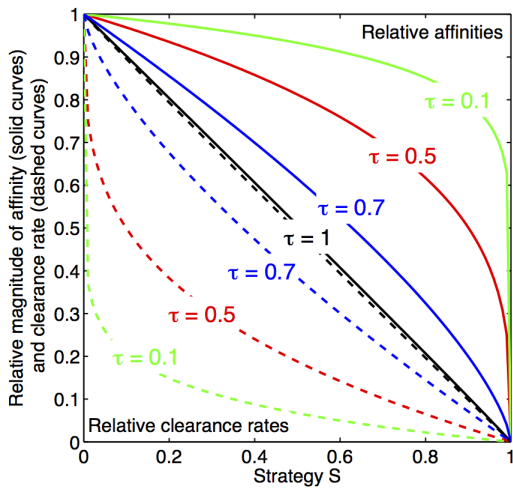 Relative affinities
Relative magnitude of affinity (solid curves)
and clearance rate (dashed curves)
1
0.9
0.8
0.7
0.6
0.5
0.4
0.3
0.2
0.1
0
τ = 0.1
τ = 0.5
τ = 0.7
τ = 1
τ = 0.7
τ = 0.5
τ = 0.1
Relative clearance rates
0 0.2 0.4 0.6 0.8 1
Strategy S